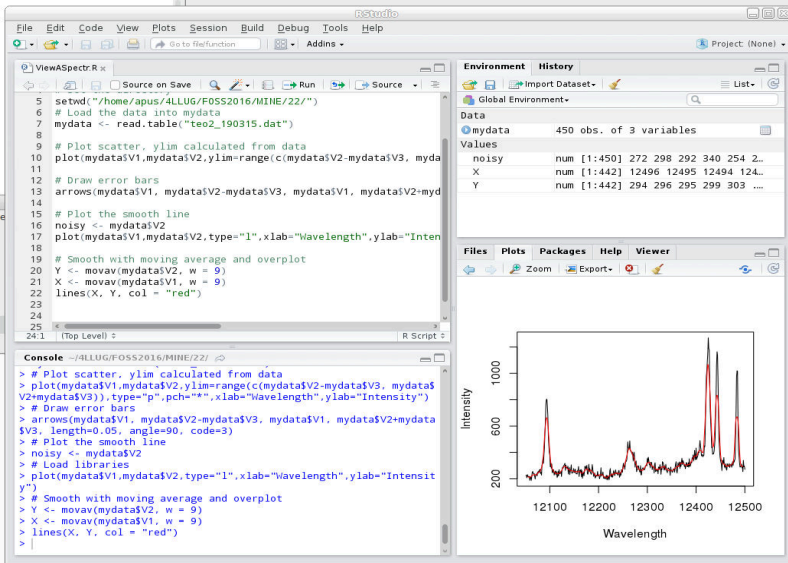 RStudio
File Edit Code View Plots Session Build Debug Tools Help
Go to file/function Addins Project: (None)
ViewASpectr.R
Source on Save Run Source
5 setwd("/home/apus/4LLUG/FOSS2016/MINE/22/")
6 # Load the data into mydata
7 mydata <- read.table("teo2_190315.dat")
8
9 # Plot scatter, ylim calculated from data
10 plot(mydata$V1,mydata$V2,ylim=range(c(mydata$V2-mydata$V3, myda
11
12 # Draw error bars
13 arrows(mydata$V1, mydata$V2-mydata$V3, mydata$V1, mydata$V2+myd
14
15 # Plot the smooth line
16 noisy <- mydata$V2
17 plot(mydata$V1,mydata$V2,type="l",xlab="Wavelength",ylab="Inten
18
19 # Smooth with moving average and overplot
20 Y <- movav(mydata$V2, w = 9)
21 X <- movav(mydata$V1, w = 9)
22 lines(X, Y, col = "red")
23
24
25
24:1 (Top Level) R Script
Console ~/4LLUG/FOSS2016/MINE/22/
> # Plot scatter, ylim calculated from data
> plot(mydata$V1,mydata$V2,ylim=range(c(mydata$V2-mydata$V3, mydata$
V2+mydata$V3)),type="p",pch="*",xlab="Wavelength",ylab="Intensity")
> # Draw error bars
> arrows(mydata$V1, mydata$V2-mydata$V3, mydata$V1, mydata$V2+mydata
$V3, length=0.05, angle=90, code=3)
> # Plot the smooth line
> noisy <- mydata$V2
> # Load libraries
> plot(mydata$V1,mydata$V2,type="l",xlab="Wavelength",ylab="Intensit
y")
> # Smooth with moving average and overplot
> Y <- movav(mydata$V2, w = 9)
> X <- movav(mydata$V1, w = 9)
> lines(X, Y, col = "red")
>
Environment History
Import Dataset List
Global Environment
Data
mydata 450 obs. of 3 variables
Values
noisy num [1:450] 272 298 292 340 254 2…
X num [1:442] 12496 12495 12494 124…
Y num [1:442] 294 296 295 299 303 ....
Files Plots Packages Help Viewer
Zoom Export
Intensity
1000
600
200
12100 12200 12300 12400 12500
Wavelength